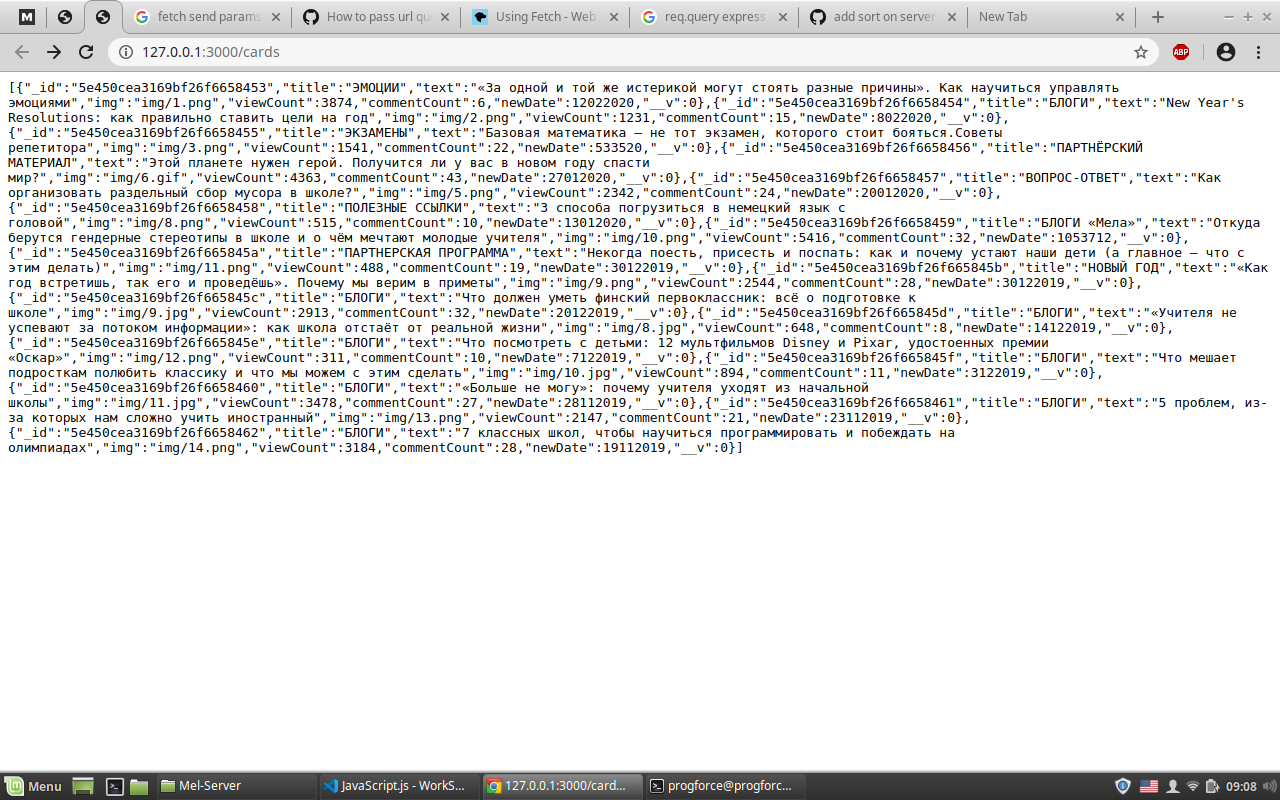 M
fetch send params
How to pass url qu
Using Fetch - Web
req.query express
add sort on server
New Tab
127.0.0.1:3000/cards
ABP
[{"_id":"5e450cea3169bf26f6658453","title":"ЭМОЦИИ","text":"«За одной и той же истерикой могут стоять разные причины». Как научиться управлять
эмоциями","img":"img/1.png","viewCount":3874,"commentCount":6,"newDate":12022020,"__v":0},{"_id":"5e450cea3169bf26f6658454","title":"БЛОГИ","text":"New Year's
Resolutions: как правильно ставить цели на год","img":"img/2.png","viewCount":1231,"commentCount":15,"newDate":8022020,"__v":0},
{"_id":"5e450cea3169bf26f6658455","title":"ЭКЗАМЕНЫ","text":"Базовая математика — не тот экзамен, которого стоит бояться.Советы
репетитора","img":"img/3.png","viewCount":1541,"commentCount":22,"newDate":533520,"__v":0},{"_id":"5e450cea3169bf26f6658456","title":"ПАРТНЁРСКИЙ
МАТЕРИАЛ","text":"Этой планете нужен герой. Получится ли у вас в новом году спасти
мир?","img":"img/6.gif","viewCount":4363,"commentCount":43,"newDate":27012020,"__v":0},{"_id":"5e450cea3169bf26f6658457","title":"ВОПРОС-ОТВЕТ","text":"Как
организовать раздельный сбор мусора в школе?","img":"img/5.png","viewCount":2342,"commentCount":24,"newDate":20012020,"__v":0},
{"_id":"5e450cea3169bf26f6658458","title":"ПОЛЕЗНЫЕ ССЫЛКИ","text":"3 способа погрузиться в немецкий язык с
головой","img":"img/8.png","viewCount":515,"commentCount":10,"newDate":13012020,"__v":0},{"_id":"5e450cea3169bf26f6658459","title":"БЛОГИ «Мела»","text":"Откуда
берутся гендерные стереотипы в школе и о чём мечтают молодые учителя","img":"img/10.png","viewCount":5416,"commentCount":32,"newDate":1053712,"__v":0},
{"_id":"5e450cea3169bf26f665845a","title":"ПАРТНЕРСКАЯ ПРОГРАММА","text":"Некогда поесть, присесть и поспать: как и почему устают наши дети (а главное — что с
этим делать)","img":"img/11.png","viewCount":488,"commentCount":19,"newDate":30122019,"__v":0},{"_id":"5e450cea3169bf26f665845b","title":"НОВЫЙ ГОД","text":"«Как
год встретишь, так его и проведёшь». Почему мы верим в приметы","img":"img/9.png","viewCount":2544,"commentCount":28,"newDate":30122019,"__v":0},
{"_id":"5e450cea3169bf26f665845c","title":"БЛОГИ","text":"Что должен уметь финский первоклассник: всё о подготовке к
школе","img":"img/9.jpg","viewCount":2913,"commentCount":32,"newDate":20122019,"__v":0},{"_id":"5e450cea3169bf26f665845d","title":"БЛОГИ","text":"«Учителя не
успевают за потоком информации»: как школа отстаёт от реальной жизни","img":"img/8.jpg","viewCount":648,"commentCount":8,"newDate":14122019,"__v":0},
{"_id":"5e450cea3169bf26f665845e","title":"БЛОГИ","text":"Что посмотреть с детьми: 12 мультфильмов Disney и Pixar, удостоенных премии
«Оскар»","img":"img/12.png","viewCount":311,"commentCount":10,"newDate":7122019,"__v":0},{"_id":"5e450cea3169bf26f665845f","title":"БЛОГИ","text":"Что мешает
подросткам полюбить классику и что мы можем с этим сделать","img":"img/10.jpg","viewCount":894,"commentCount":11,"newDate":3122019,"__v":0},
{"_id":"5e450cea3169bf26f6658460","title":"БЛОГИ","text":"«Больше не могу»: почему учителя уходят из начальной
школы","img":"img/11.jpg","viewCount":3478,"commentCount":27,"newDate":28112019,"__v":0},{"_id":"5e450cea3169bf26f6658461","title":"БЛОГИ","text":"5 проблем, из-
за которых нам сложно учить иностранный","img":"img/13.png","viewCount":2147,"commentCount":21,"newDate":23112019,"__v":0},
{"_id":"5e450cea3169bf26f6658462","title":"БЛОГИ","text":"7 классных школ, чтобы научиться программировать и побеждать на
олимпиадах","img":"img/14.png","viewCount":3184,"commentCount":28,"newDate":19112019,"__v":0}]
Menu
Mel-Server
JavaScript.js - WorkS...
127.0.0.1:3000/card...
progforce@progforc...
09:08